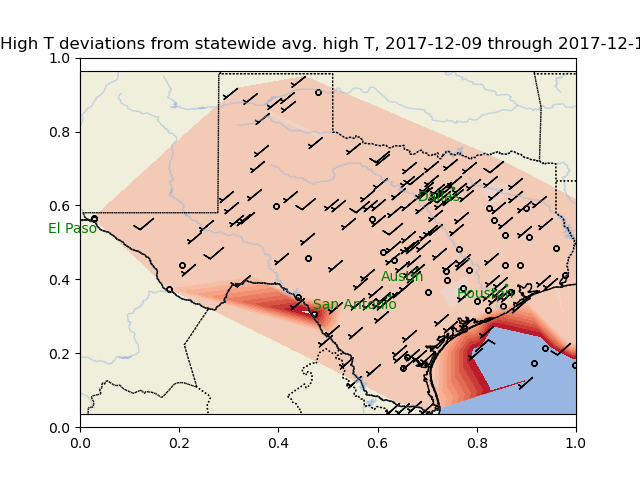 High T deviations from statewide avg. high T, 2017-12-09 through 2017-12-1
1.0
0.8
0.6
0.4
0.2
0.0
Dallas
El Paso
Austin
Houston
San Antonio
0.0 0.2 0.4 0.6 0.8 1.0